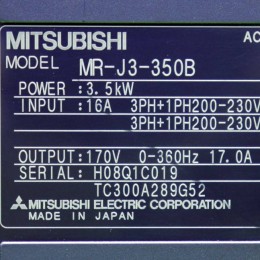 MITSUBISHI AC
MODEL MR-J3-350B
POWER : 3.5kW
INPUT : 16A 3PH+1PH200-230V
3PH+1PH200-230V
OUTPUT: 170V 0-360Hz 17.0A
SERIAL: H08Q1C019
TC300A289G52
MITSUBISHI ELECTRIC CORPORATION
MADE IN JAPAN